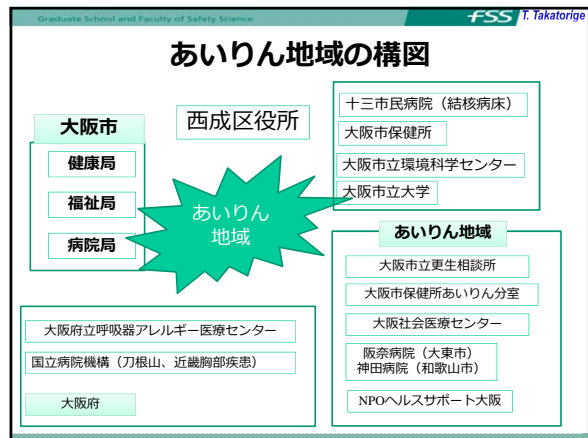 Graduate School and Faculty of Safety Science
FSS T. Takatorige
あいりん地域の構図
大阪市
健康局
福祉局
病院局
西成区役所
十三市民病院（結核病床）
大阪市保健所
大阪市立環境科学センター
大阪市立大学
あいりん
地域
あいりん地域
大阪市立更生相談所
大阪市保健所あいりん分室
大阪社会医療センター
阪奈病院（大東市）
神田病院（和歌山市）
NPOヘルスサポート大阪
大阪府立呼吸器アレルギー医療センター
国立病院機構（刀根山、近畿胸部疾患）
大阪府